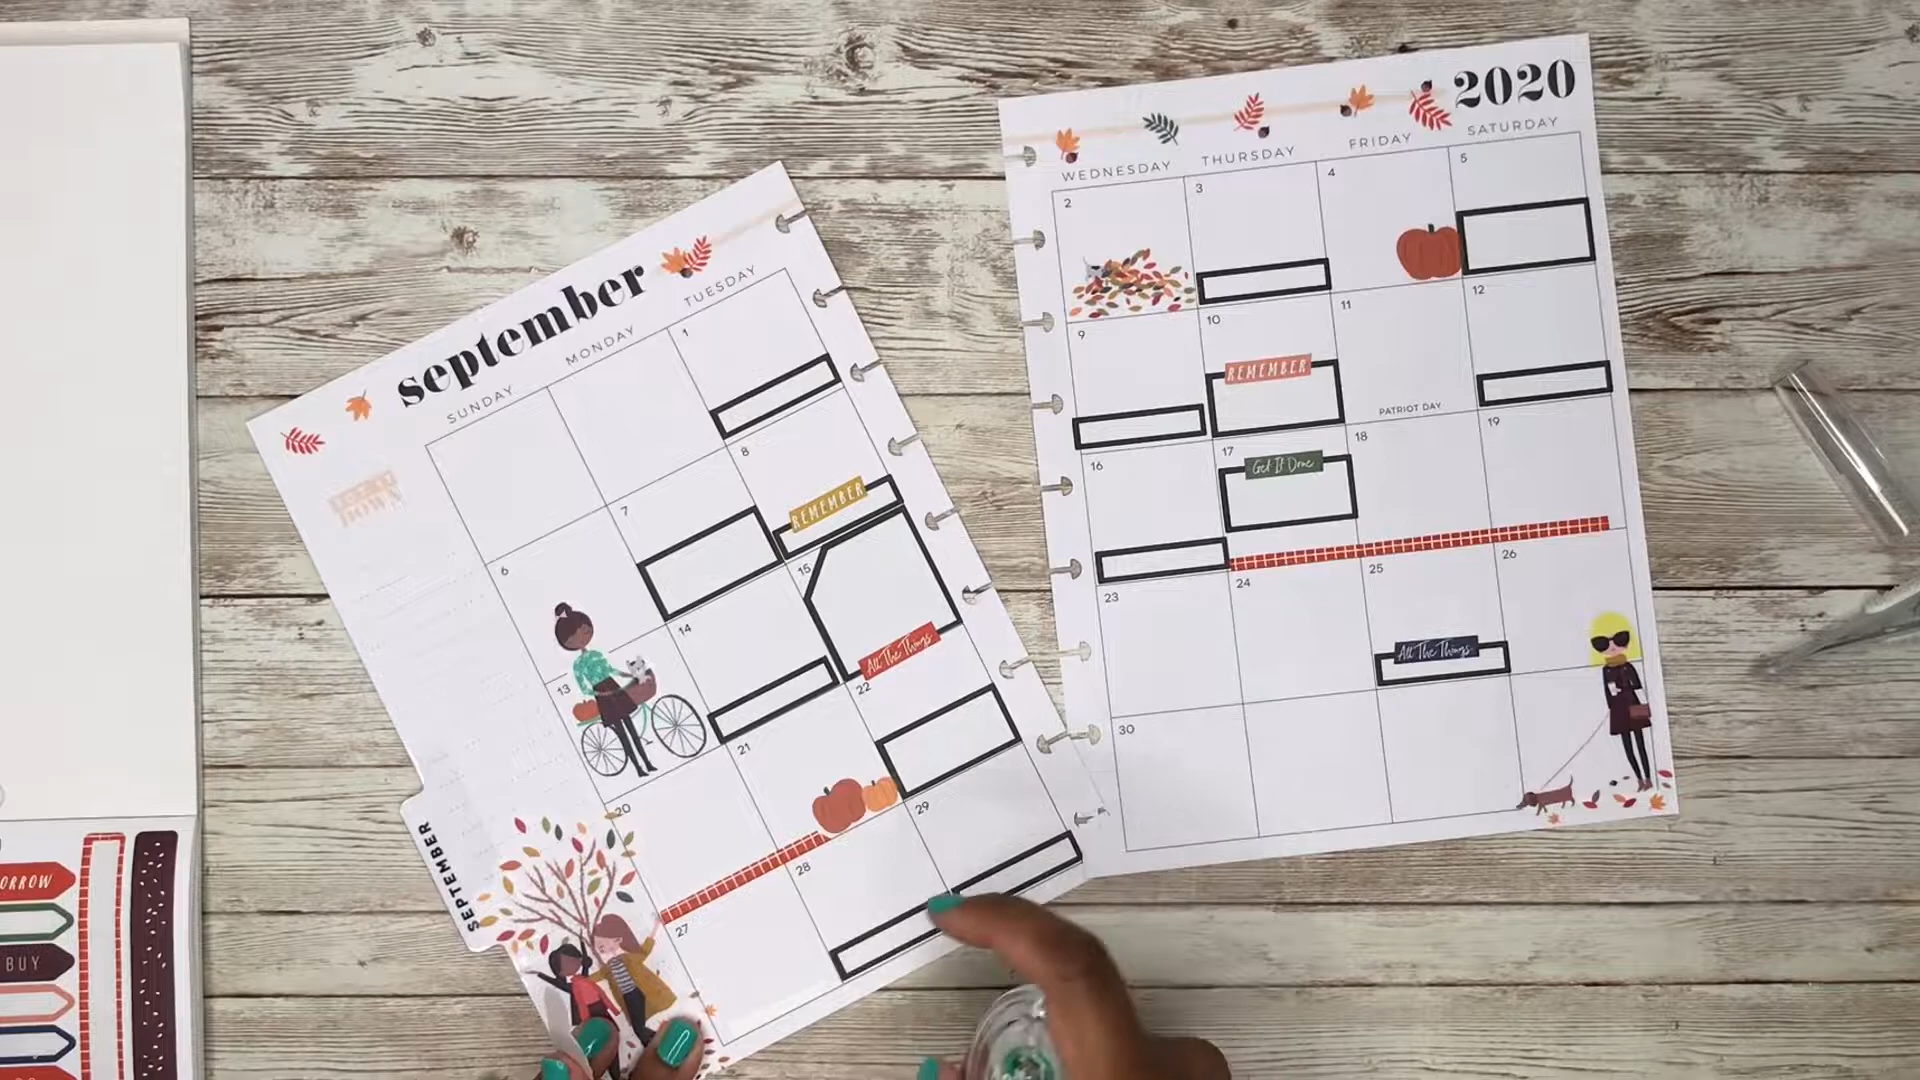 september
SUNDAY MONDAY TUESDAY
1
6 7 8
REMEMBER
13 14 15
All The Things
20 21 22
27 28 29
SEPTEMBER
2020
WEDNESDAY THURSDAY FRIDAY SATURDAY
2 3 4 5
9 10 11 12
REMEMBER
PATRIOT DAY
16 17 18 19
Get It Done
23 24 25 26
All The Things
30
ORROW
BUY